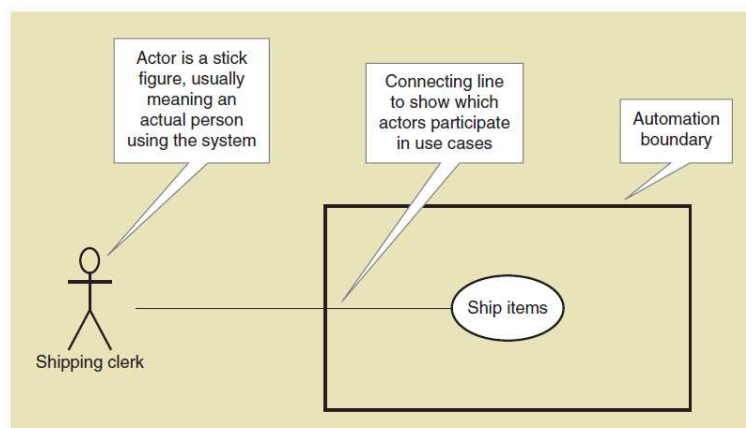 Actor is a stick
figure, usually
meaning an
actual person
using the system
Connecting line
to show which
actors participate
in use cases
Automation
boundary
Ship items
Shipping clerk